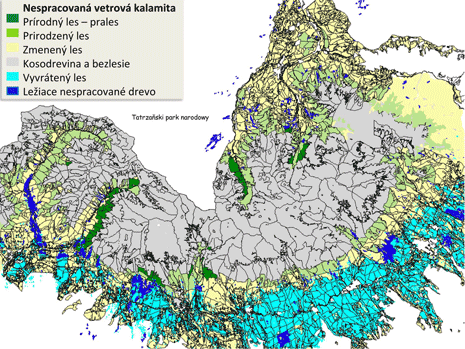 Nespracovaná vetrová kalamita
Prírodný les – prales
Prirodzený les
Zmenený les
Kosodrevina a bezlesie
Vyvrátený les
Ležiace nespracované drevo
Tatrzański park narodowy